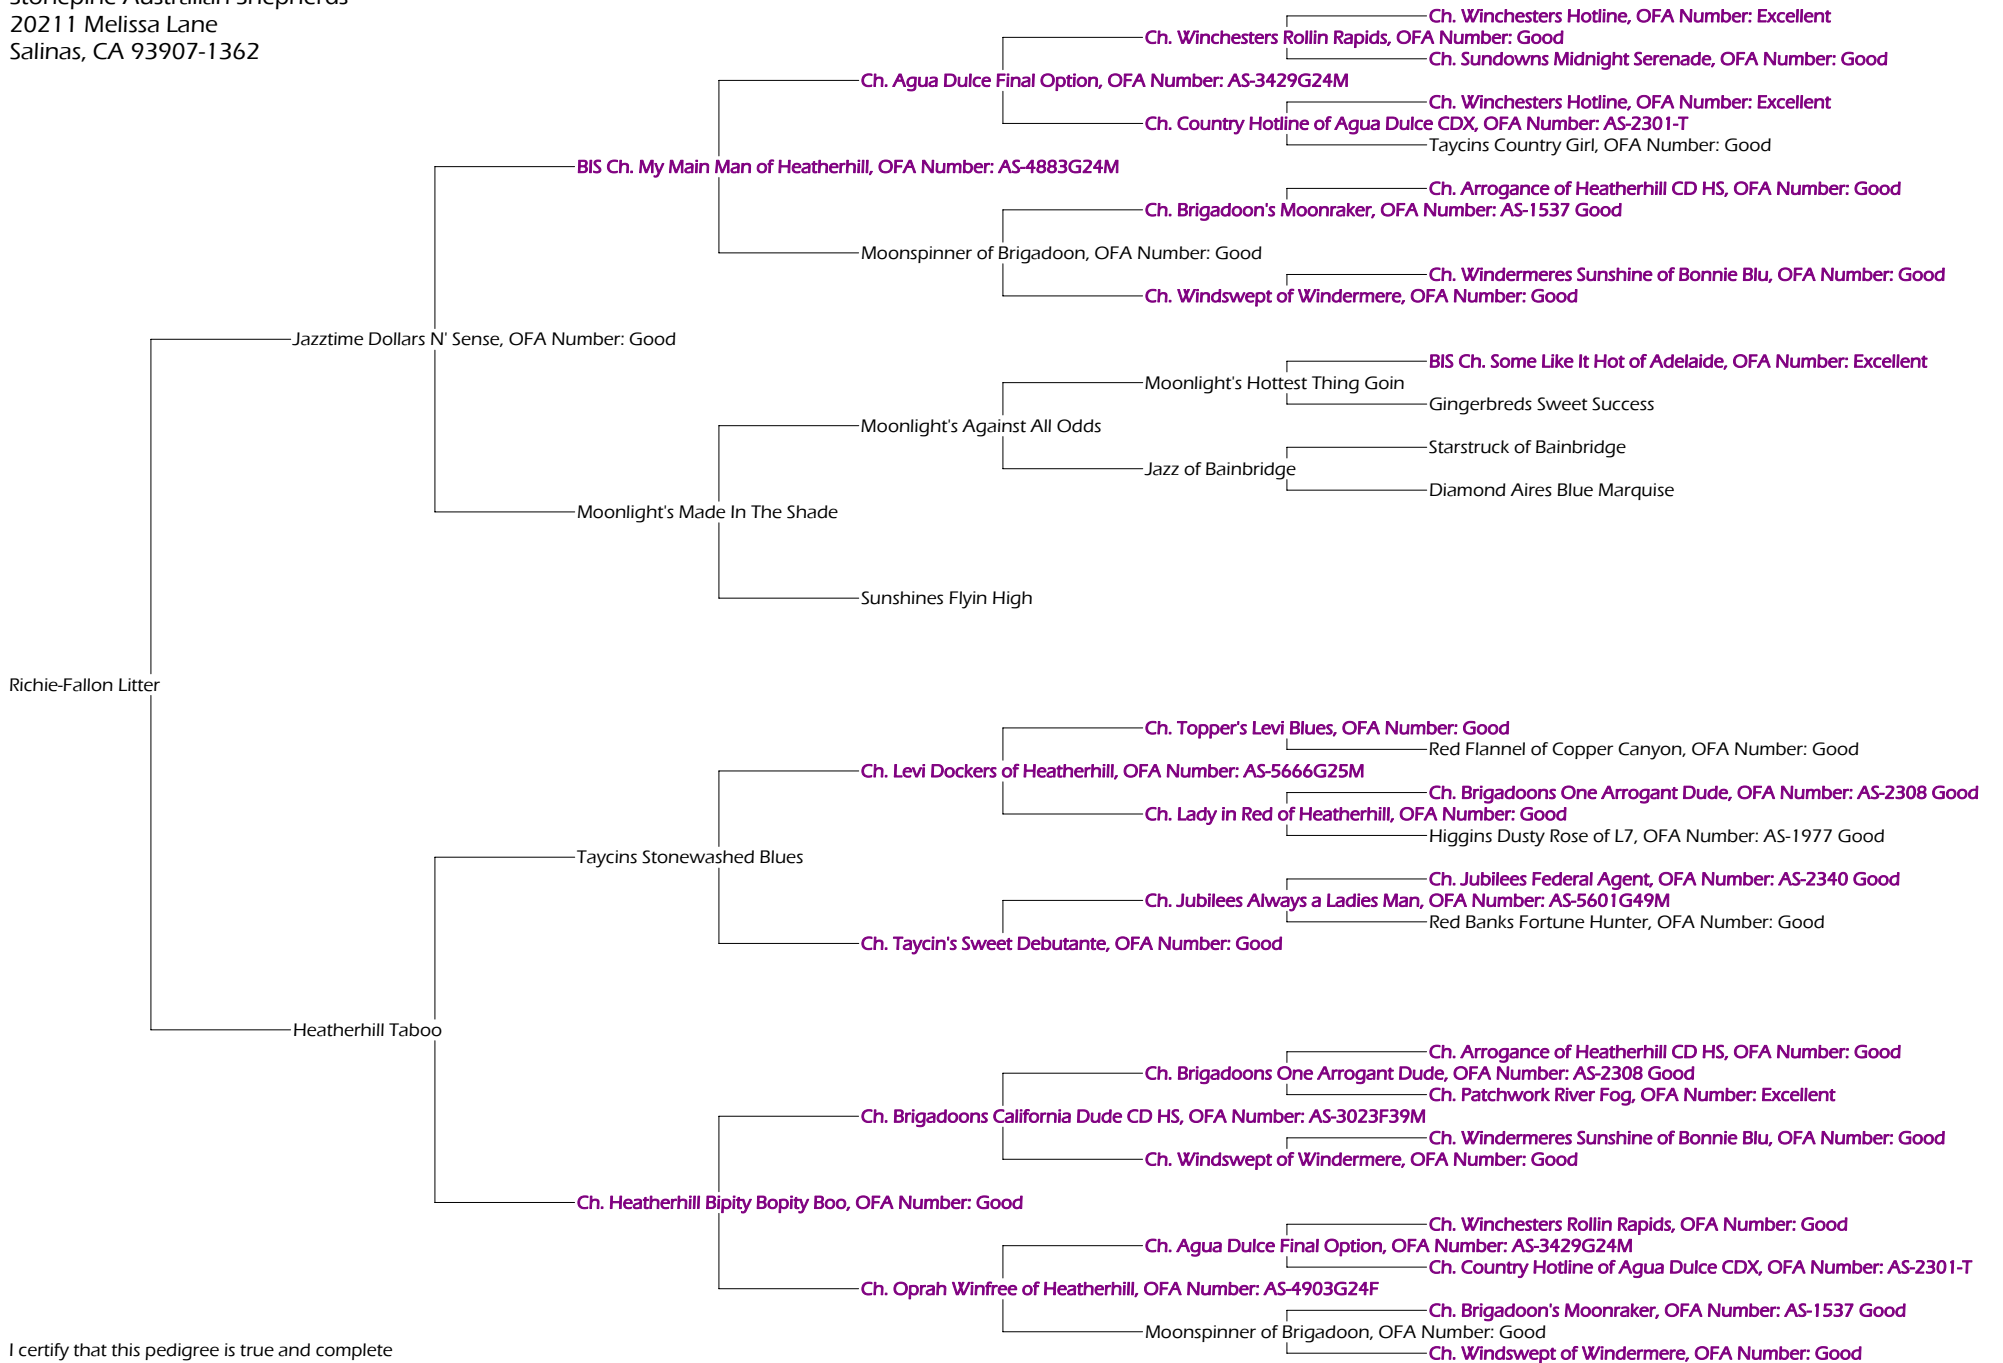 Stonepine Australian Shepherds
20211 Melissa Lane
Salinas, CA 93907-1362
Ch. Winchesters Hotline, OFA Number: Excellent
Ch. Winchesters Rollin Rapids, OFA Number: Good
Ch. Sundowns Midnight Serenade, OFA Number: Good
Ch. Agua Dulce Final Option, OFA Number: AS-3429G24M
Ch. Winchesters Hotline, OFA Number: Excellent
Ch. Country Hotline of Agua Dulce CDX, OFA Number: AS-2301-T
Taycins Country Girl, OFA Number: Good
BIS Ch. My Main Man of Heatherhill, OFA Number: AS-4883G24M
Ch. Arrogance of Heatherhill CD HS, OFA Number: Good
Ch. Brigadoon's Moonraker, OFA Number: AS-1537 Good
Moonspinner of Brigadoon, OFA Number: Good
Ch. Windermeres Sunshine of Bonnie Blu, OFA Number: Good
Ch. Windswept of Windermere, OFA Number: Good
Jazztime Dollars N' Sense, OFA Number: Good
BIS Ch. Some Like It Hot of Adelaide, OFA Number: Excellent
Moonlight's Hottest Thing Goin
Gingerbreds Sweet Success
Moonlight's Against All Odds
Starstruck of Bainbridge
Jazz of Bainbridge
Diamond Aires Blue Marquise
Moonlight's Made In The Shade
Sunshines Flyin High
Richie-Fallon Litter
Ch. Topper's Levi Blues, OFA Number: Good
Red Flannel of Copper Canyon, OFA Number: Good
Ch. Levi Dockers of Heatherhill, OFA Number: AS-5666G25M
Ch. Brigadoons One Arrogant Dude, OFA Number: AS-2308 Good
Ch. Lady in Red of Heatherhill, OFA Number: Good
Higgins Dusty Rose of L7, OFA Number: AS-1977 Good
Taycins Stonewashed Blues
Ch. Jubilees Federal Agent, OFA Number: AS-2340 Good
Ch. Jubilees Always a Ladies Man, OFA Number: AS-5601G49M
Red Banks Fortune Hunter, OFA Number: Good
Ch. Taycin's Sweet Debutante, OFA Number: Good
Heatherhill Taboo
Ch. Arrogance of Heatherhill CD HS, OFA Number: Good
Ch. Brigadoons One Arrogant Dude, OFA Number: AS-2308 Good
Ch. Patchwork River Fog, OFA Number: Excellent
Ch. Brigadoons California Dude CD HS, OFA Number: AS-3023F39M
Ch. Windermeres Sunshine of Bonnie Blu, OFA Number: Good
Ch. Windswept of Windermere, OFA Number: Good
Ch. Heatherhill Bipity Bopity Boo, OFA Number: Good
Ch. Winchesters Rollin Rapids, OFA Number: Good
Ch. Agua Dulce Final Option, OFA Number: AS-3429G24M
Ch. Country Hotline of Agua Dulce CDX, OFA Number: AS-2301-T
Ch. Oprah Winfree of Heatherhill, OFA Number: AS-4903G24F
Ch. Brigadoon's Moonraker, OFA Number: AS-1537 Good
Moonspinner of Brigadoon, OFA Number: Good
Ch. Windswept of Windermere, OFA Number: Good
I certify that this pedigree is true and complete